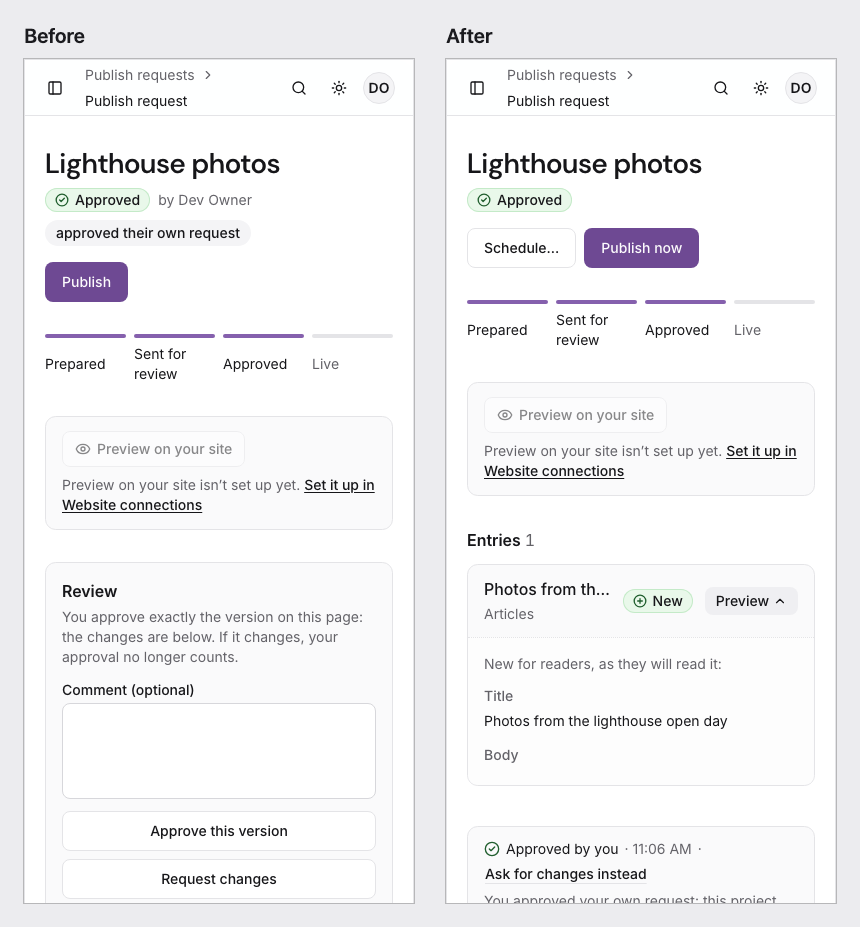 Before
Publish requests
Publish request
DO
Lighthouse photos
Approved by Dev Owner
approved their own request
Publish
Prepared
Sent for
review
Approved
Live
Preview on your site
Preview on your site isn’t set up yet. Set it up in
Website connections
Review
You approve exactly the version on this page:
the changes are below. If it changes, your
approval no longer counts.
Comment (optional)
Approve this version
Request changes
After
Publish requests
Publish request
DO
Lighthouse photos
Approved
Schedule...
Publish now
Prepared
Sent for
review
Approved
Live
Preview on your site
Preview on your site isn’t set up yet. Set it up in
Website connections
Entries 1
Photos from th...
Articles
New
Preview
New for readers, as they will read it:
Title
Photos from the lighthouse open day
Body
Approved by you · 11:06 AM ·
Ask for changes instead
You approved your own request: this project